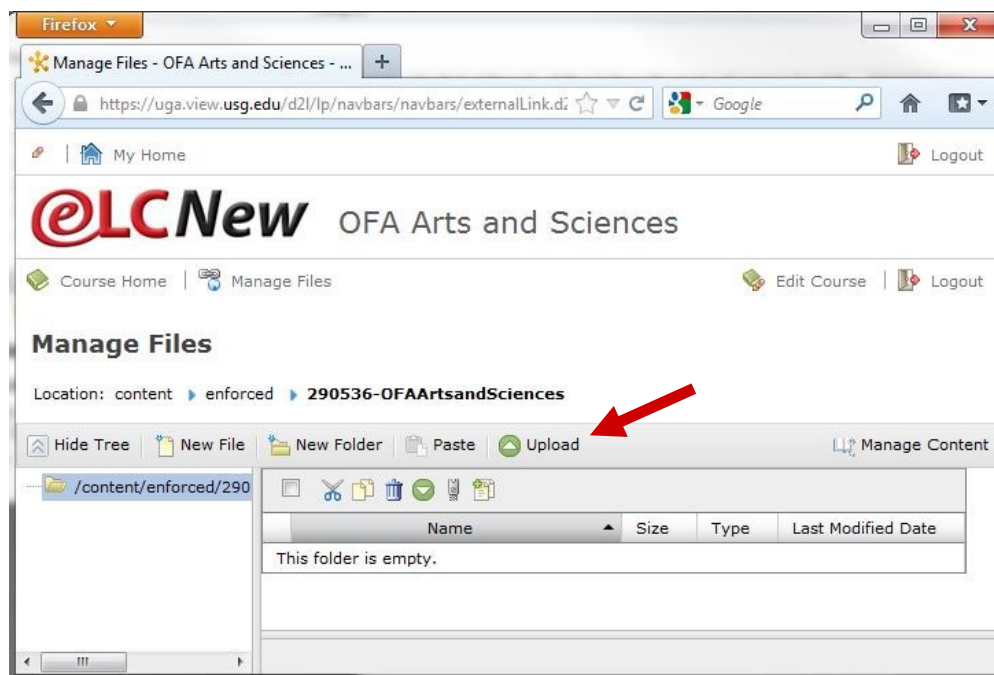 Firefox
Manage Files - OFA Arts and Sciences - ... +
https://uga.view.usg.edu/d2l/lp/navbars/navbars/externalLink.d2 Google
My Home Logout
@LC New OFA Arts and Sciences
Course Home | Manage Files Edit Course | Logout
Manage Files
Location: content enforced 290536-OFAArtsandSciences
Hide Tree New File New Folder Paste Upload Manage Content
/content/enforced/290
Name Size Type Last Modified Date
This folder is empty.